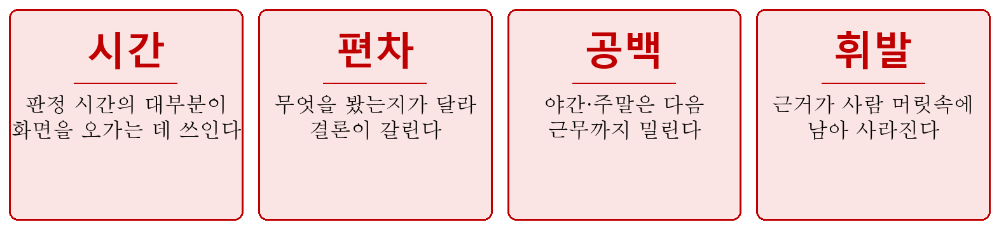 시간
판정 시간의 대부분이
화면을 오가는 데 쓰인다
편차
무엇을 봤는지가 달라
결론이 갈린다
공백
야간·주말은 다음
근무까지 밀린다
휘발
근거가 사람 머릿속에
남아 사라진다